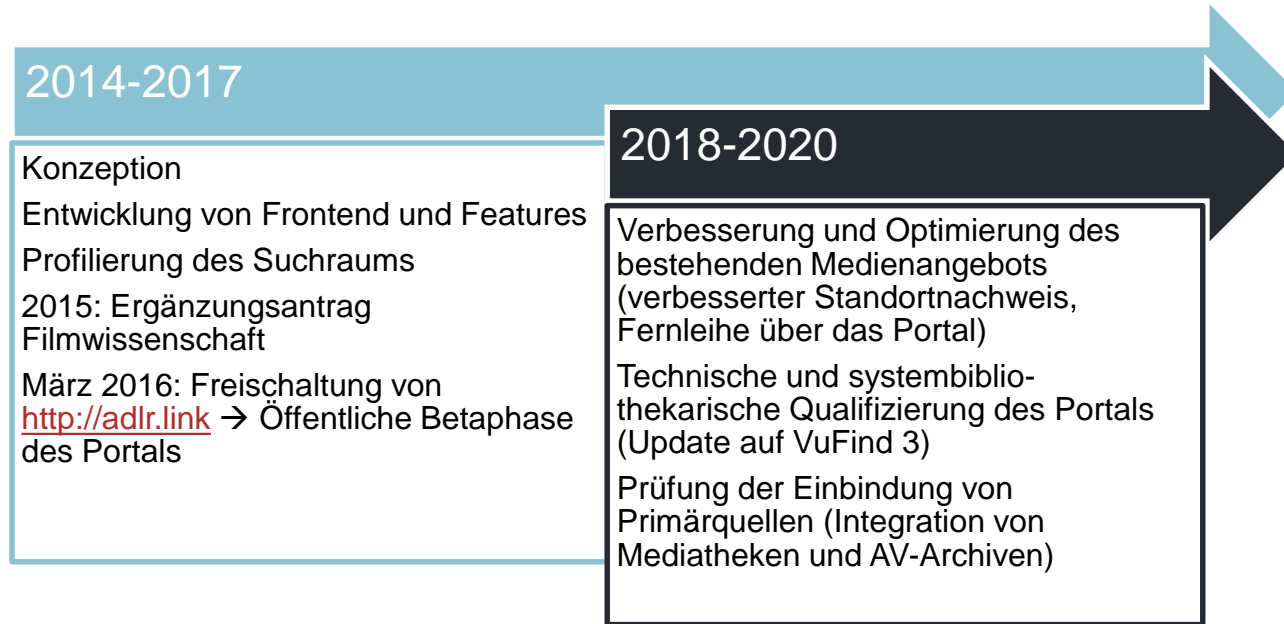 2014-2017
Konzeption
Entwicklung von Frontend und Features
Profilierung des Suchraums
2015: Ergänzungsantrag
Filmwissenschaft
März 2016: Freischaltung von
http://adlr.link → Öffentliche Betaphase
des Portals
2018-2020
Verbesserung und Optimierung des
bestehenden Medienangebots
(verbesserter Standortnachweis,
Fernleihe über das Portal)
Technische und systembiblio-
thekarische Qualifizierung des Portals
(Update auf VuFind 3)
Prüfung der Einbindung von
Primärquellen (Integration von
Mediatheken und AV-Archiven)